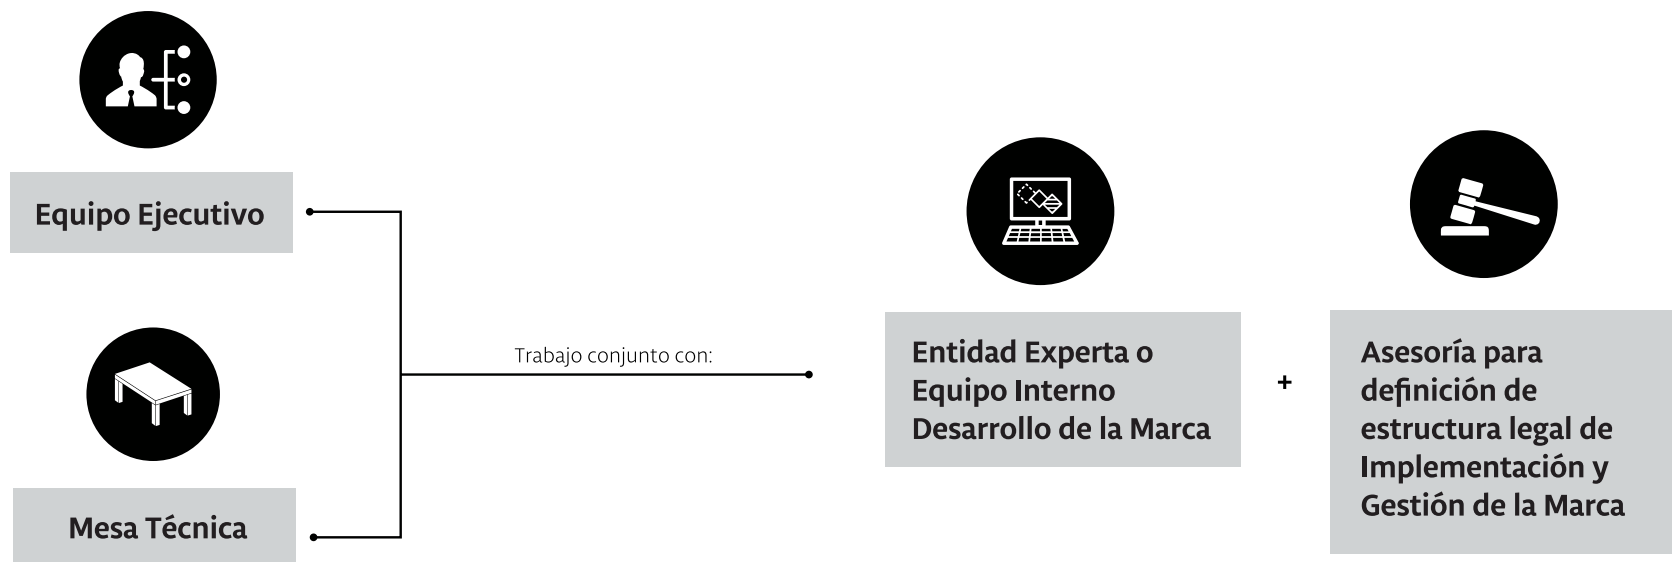 Equipo Ejecutivo
Mesa Técnica
Trabajo conjunto con:
Entidad Experta o
Equipo Interno
Desarrollo de la Marca
+
Asesoría para
definición de
estructura legal de
Implementación y
Gestión de la Marca